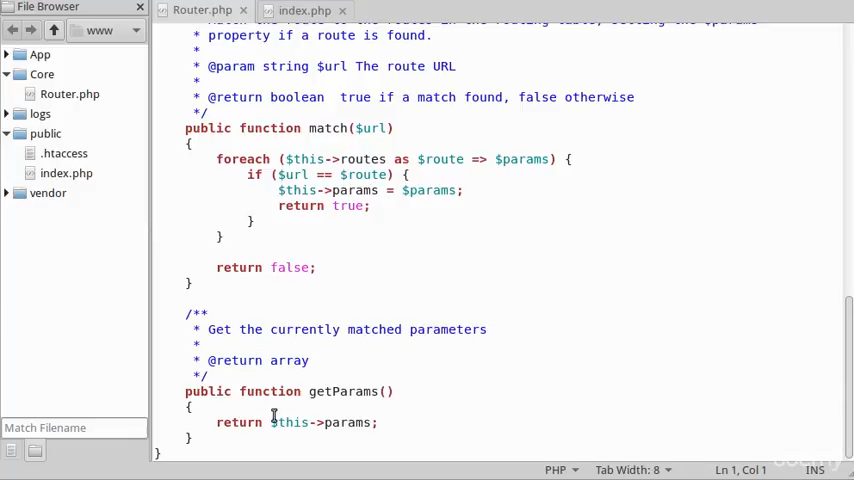 File Browser
www
App
Core
Router.php
logs
public
.htaccess
index.php
vendor
Match Filename
Router.php
index.php
* property if a route is found.
*
* @param string $url The route URL
*
* @return boolean  true if a match found, false otherwise
*/
public function match($url)
{
foreach ($this->routes as $route => $params) {
if ($url == $route) {
$this->params = $params;
return true;
}
}
return false;
}
/**
* Get the currently matched parameters
*
* @return array
*/
public function getParams()
{
return $this->params;
}
}
PHP
Tab Width: 8
Ln 1, Col 1
INS